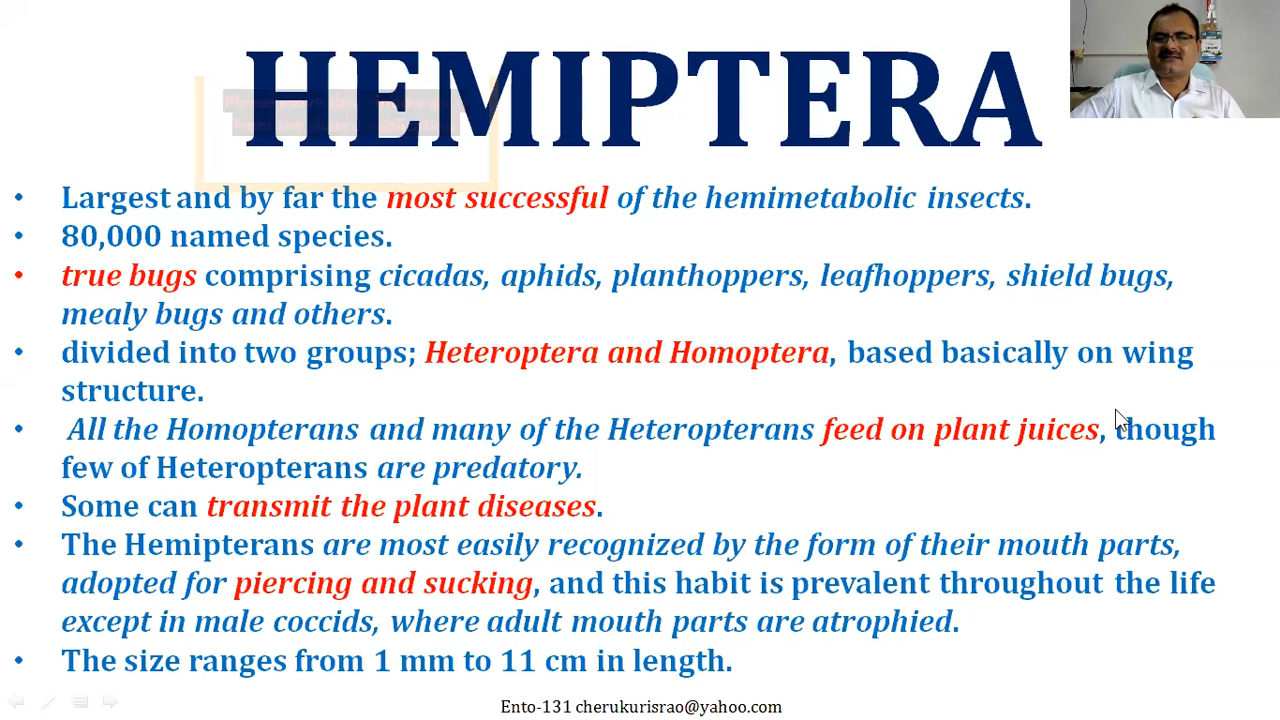 HEMIPTERA
• Largest and by far the most successful of the hemimetabolic insects.
• 80,000 named species.
• true bugs comprising cicadas, aphids, planthoppers, leafhoppers, shield bugs,
mealy bugs and others.
• divided into two groups; Heteroptera and Homoptera, based basically on wing
structure.
• All the Homopterans and many of the Heteropterans feed on plant juices, though
few of Heteropterans are predatory.
• Some can transmit the plant diseases.
• The Hemipterans are most easily recognized by the form of their mouth parts,
adopted for piercing and sucking, and this habit is prevalent throughout the life
except in male coccids, where adult mouth parts are atrophied.
• The size ranges from 1 mm to 11 cm in length.
Ento-131 cherukurisrao@yahoo.com